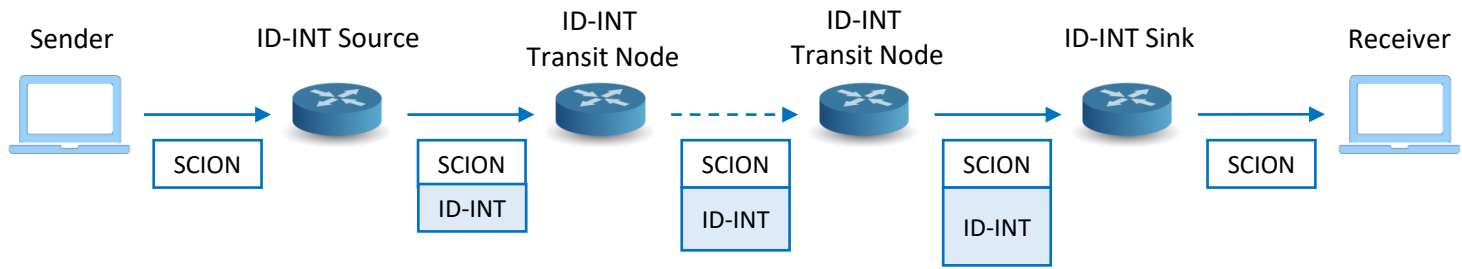 Sender
ID-INT Source
ID-INT
Transit Node
ID-INT
Transit Node
ID-INT Sink
Receiver
SCION
SCION
ID-INT
SCION
ID-INT
SCION
ID-INT
SCION